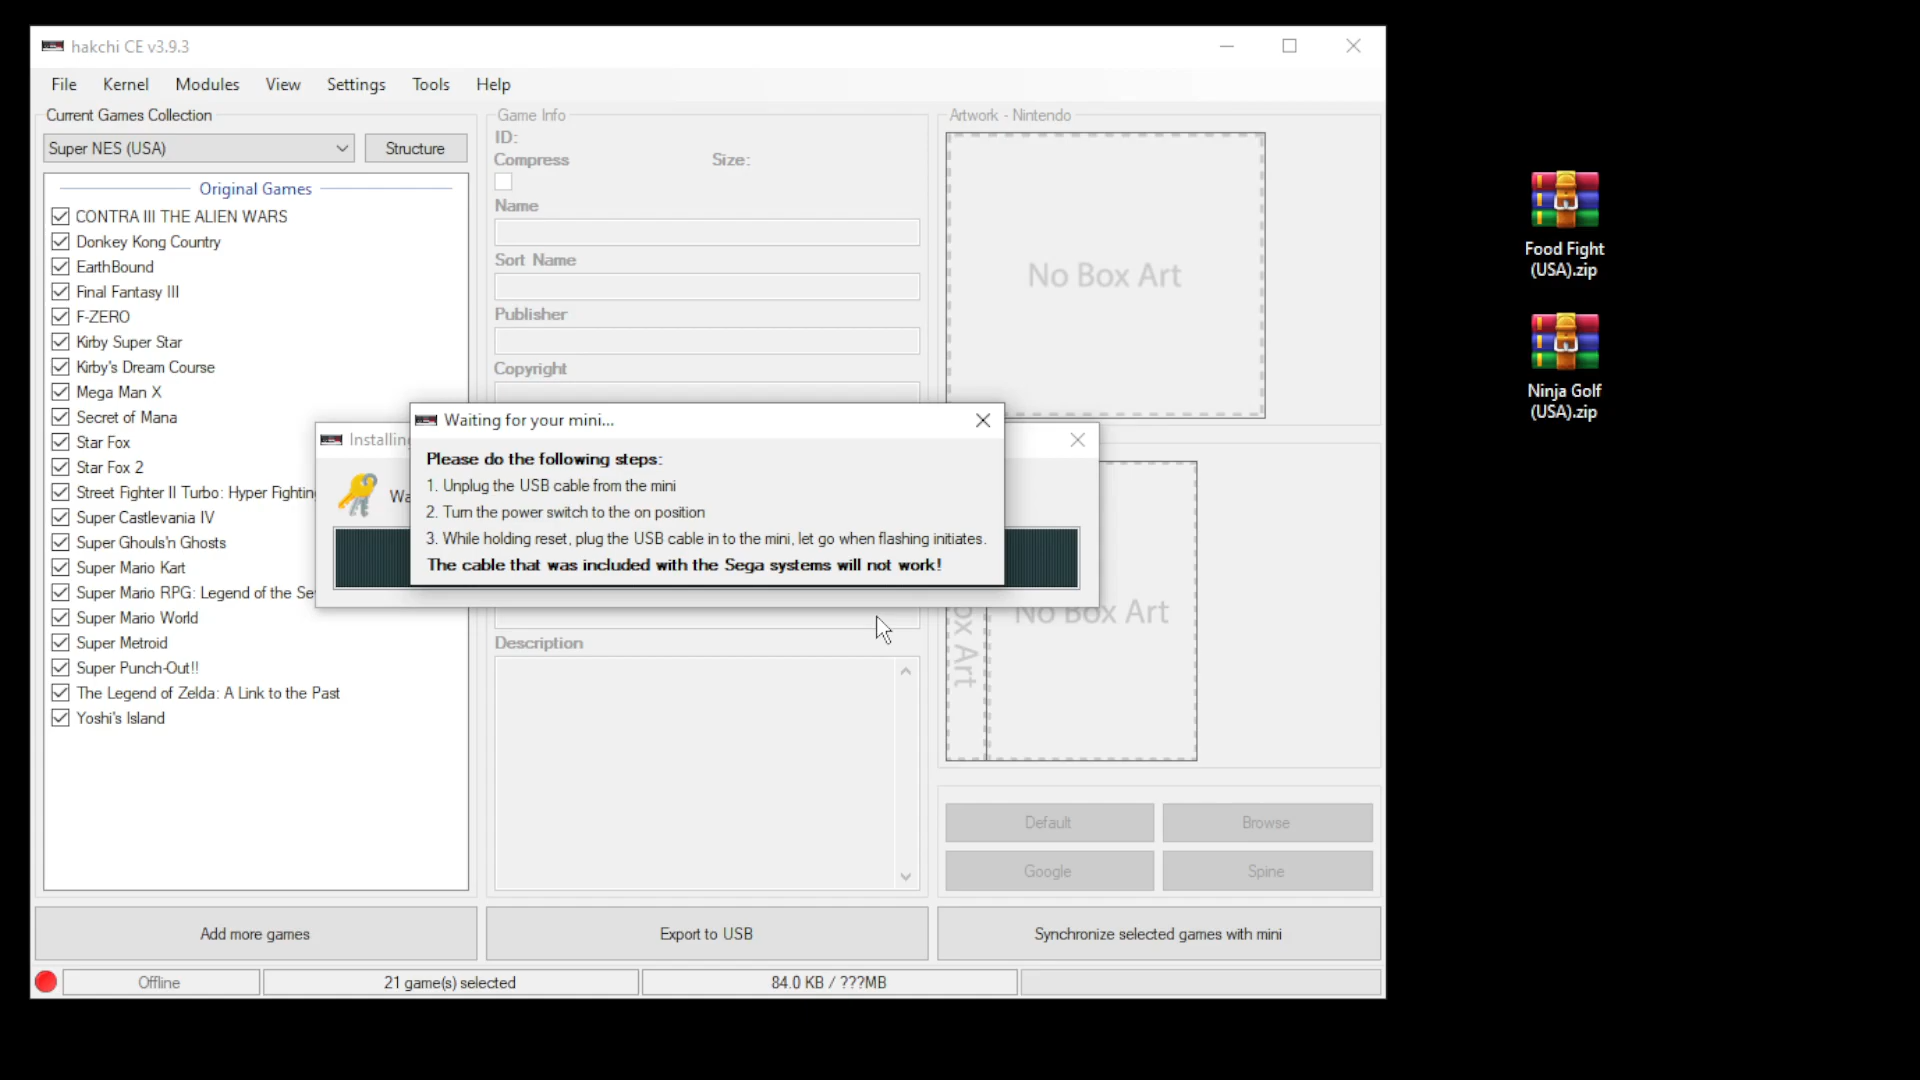 hakchi CE v3.9.3
File Kernel Modules View Settings Tools Help
Current Games Collection
Super NES (USA)
Structure
Original Games
CONTRA III THE ALIEN WARS
Donkey Kong Country
EarthBound
Final Fantasy III
F-ZERO
Kirby Super Star
Kirby's Dream Course
Mega Man X
Secret of Mana
Star Fox
Star Fox 2
Street Fighter II Turbo: Hyper Fighting
Super Castlevania IV
Super Ghouls'n Ghosts
Super Mario Kart
Super Mario RPG: Legend of the Se
Super Mario World
Super Metroid
Super Punch-Out!!
The Legend of Zelda: A Link to the Past
Yoshi's Island
Game Info
ID:
Compress
Size:
Name
Sort Name
Publisher
Copyright
Description
Artwork - Nintendo
No Box Art
No Box Art
ox Art
Installing
Wa
Waiting for your mini...
Please do the following steps:
1. Unplug the USB cable from the mini
2. Turn the power switch to the on position
3. While holding reset, plug the USB cable in to the mini, let go when flashing initiates.
The cable that was included with the Sega systems will not work!
Default
Browse
Google
Spine
Add more games
Export to USB
Synchronize selected games with mini
Offline
21 game(s) selected
84.0 KB / ???MB
Food Fight
(USA).zip
Ninja Golf
(USA).zip